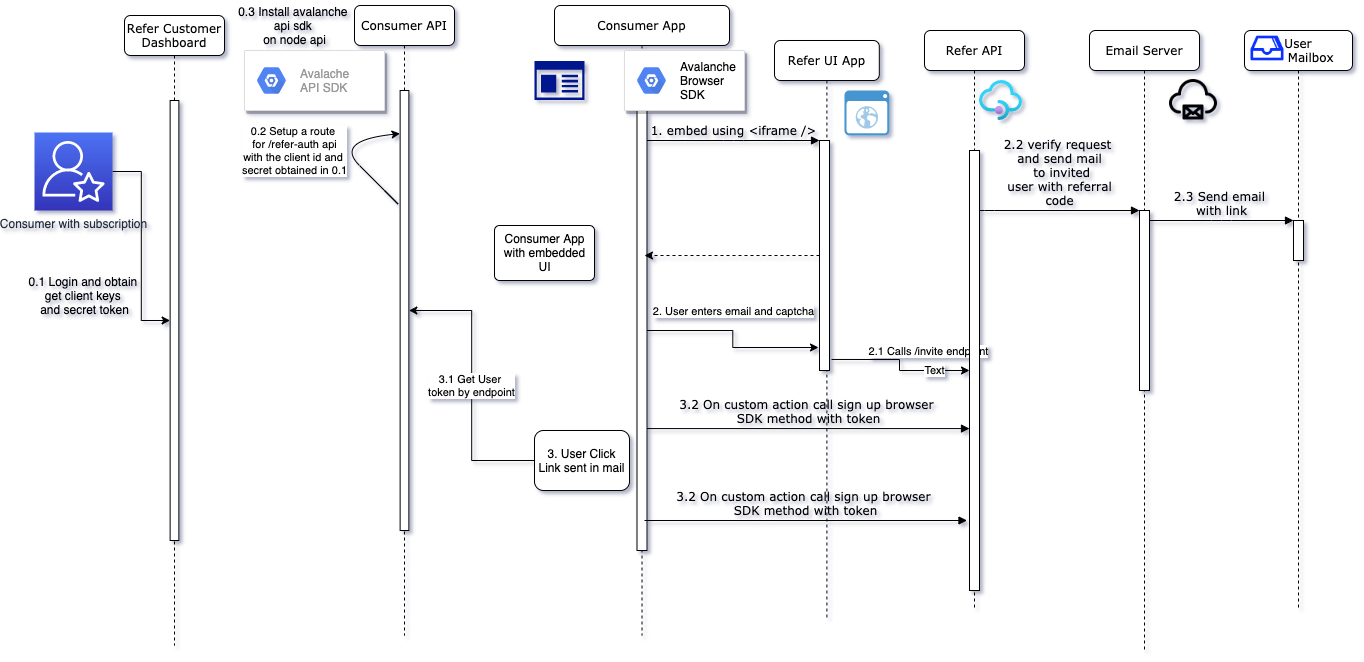 Refer Customer
Dashboard
0.3 Install avalanche
api sdk
on node api
Consumer API
Consumer App
Refer UI App
Refer API
Email Server
User
Mailbox
Avalache
API SDK
Avalanche
Browser
SDK
0.2 Setup a route
for /refer-auth api
with the client id and
secret obtained in 0.1
1. embed using <iframe />
2.2 verify request
and send mail
to invited
user with referral
code
2.3 Send email
with link
Consumer with subscription
Consumer App
with embedded
UI
0.1 Login and obtain
get client keys
and secret token
2. User enters email and captcha
2.1 Calls /invite endpoint
Text
3.1 Get User
token by endpoint
3.2 On custom action call sign up browser
SDK method with token
3. User Click
Link sent in mail
3.2 On custom action call sign up browser
SDK method with token